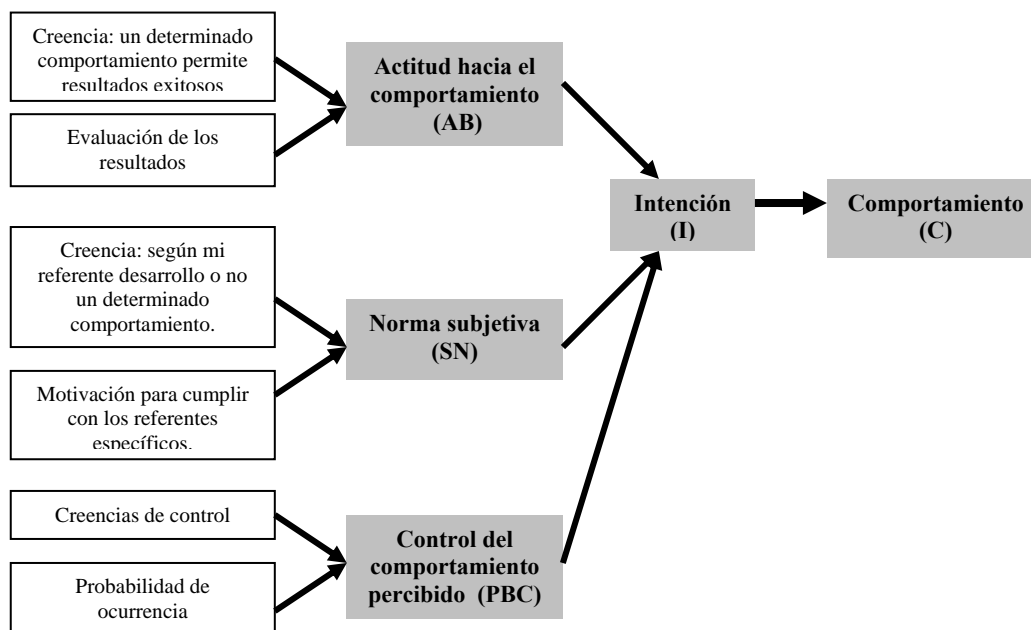 Creencia: un determinado
comportamiento permite
resultados exitosos
Evaluación de los
resultados
Actitud hacia el
comportamiento
(AB)
Creencia: según mi
referente desarrollo o no
un determinado
comportamiento.
Motivación para cumplir
con los referentes
específicos.
Norma subjetiva
(SN)
Creencias de control
Probabilidad de
ocurrencia
Control del
comportamiento
percibido (PBC)
Intención
(I)
Comportamiento
(C)